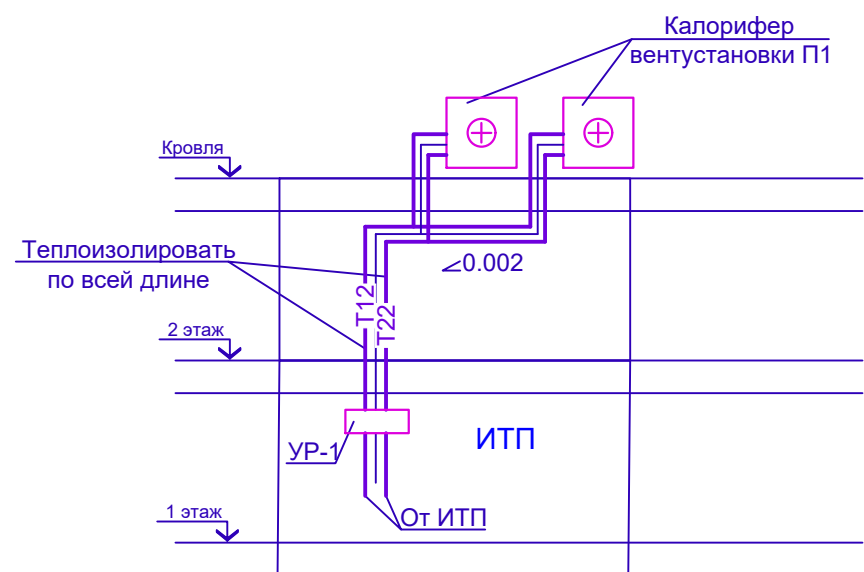 Калорифер
вентустановки П1
Кровля
Теплоизолировать
по всей длине
∠0.002
Т12
Т22
2 этаж
ИТП
УР-1
От ИТП
1 этаж